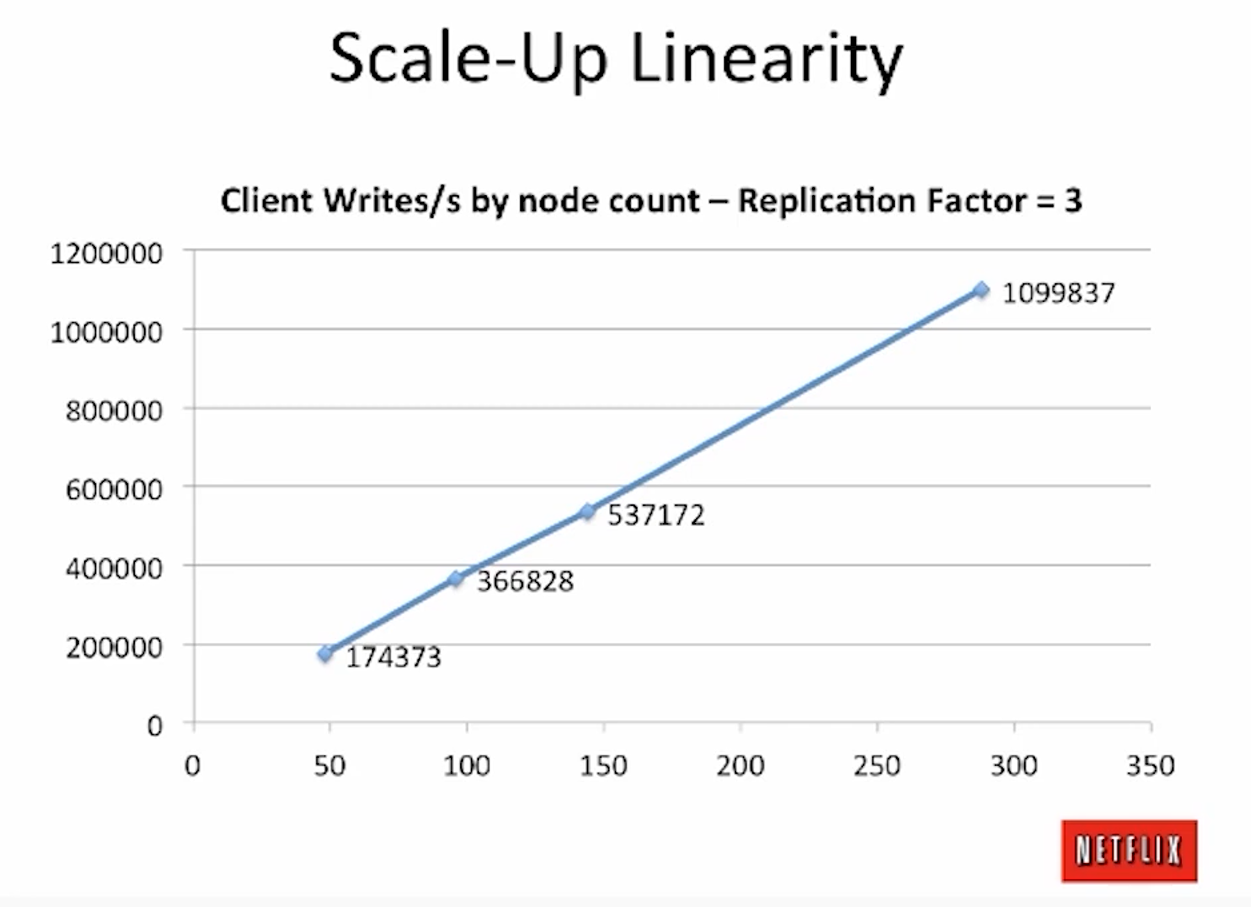 Scale-Up Linearity
Client Writes/s by node count – Replication Factor = 3
1200000
1000000
800000
600000
400000
200000
0
1099837
537172
366828
174373
0 50 100 150 200 250 300 350
NETFLIX